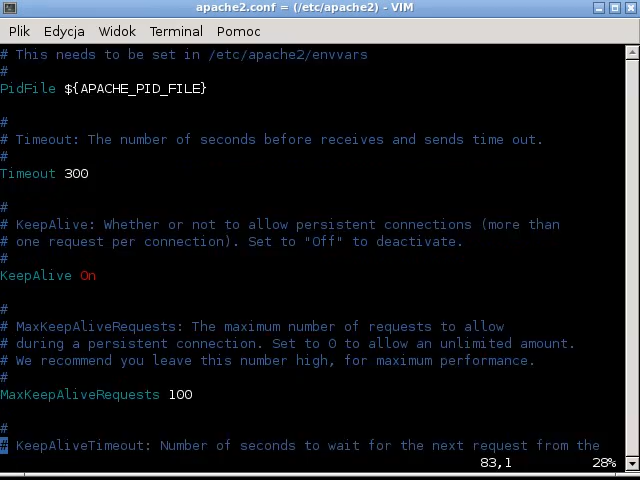 apache2.conf = (/etc/apache2) - VIM
Plik Edycja Widok Terminal Pomoc
# This needs to be set in /etc/apache2/envvars
#
PidFile ${APACHE_PID_FILE}
#
# Timeout: The number of seconds before receives and sends time out.
#
Timeout 300
#
# KeepAlive: Whether or not to allow persistent connections (more than
# one request per connection). Set to "Off" to deactivate.
#
KeepAlive On
#
# MaxKeepAliveRequests: The maximum number of requests to allow
# during a persistent connection. Set to 0 to allow an unlimited amount.
# We recommend you leave this number high, for maximum performance.
#
MaxKeepAliveRequests 100
#
# KeepAliveTimeout: Number of seconds to wait for the next request from the
83,1 28%